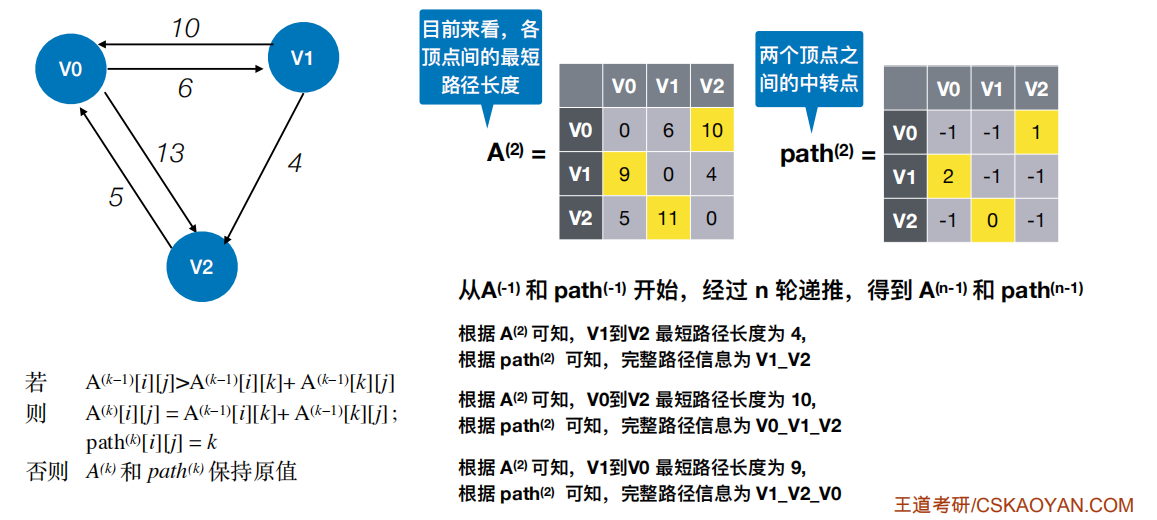 10
V0
V1
6
13
4
5
V2
目前来看，各
顶点间的最短
路径长度
A(2) =
V0 V1 V2
V0 0 6 10
V1 9 0 4
V2 5 11 0
两个顶点之
间的中转点
path(2) =
V0 V1 V2
V0 -1 -1 1
V1 2 -1 -1
V2 -1 0 -1
从A(-1) 和 path(-1) 开始，经过 n 轮递推，得到 A(n-1) 和 path(n-1)
根据 A(2) 可知，V1到V2 最短路径长度为 4,
根据 path(2) 可知，完整路径信息为 V1_V2
根据 A(2) 可知，V0到V2 最短路径长度为 10,
根据 path(2) 可知，完整路径信息为 V0_V1_V2
根据 A(2) 可知，V1到V0 最短路径长度为 9,
根据 path(2) 可知，完整路径信息为 V1_V2_V0
若 A(k−1)[i][j]>A(k−1)[i][k]+ A(k−1)[k][j]
则 A(k)[i][j] = A(k−1)[i][k]+ A(k−1)[k][j] ;
path(k)[i][j] = k
否则 A(k) 和 path(k) 保持原值
王道考研/CSKAOYAN.COM